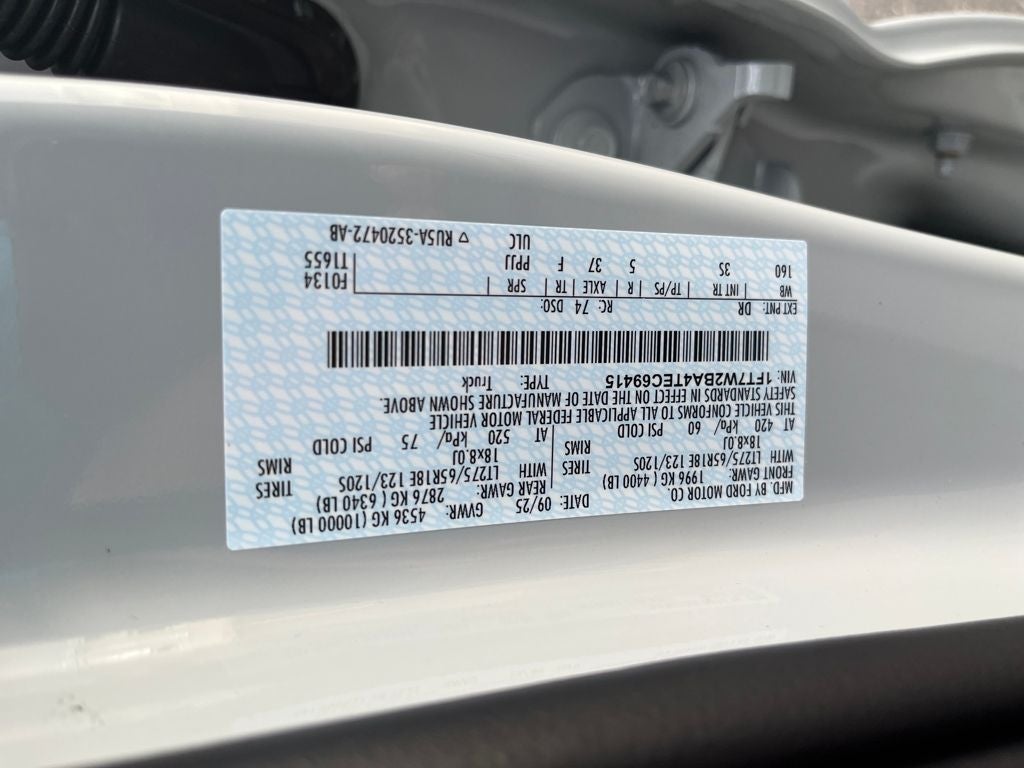 MFD BY FORD MOTOR CO.
DATE: 09/25 GVWR: 4536 KG (10000 LB)
FRONT GAWR: 1996 KG ( 4400 LB)
REAR GAWR: 2876 KG ( 6340 LB)
WITH LT275/65R18E 123/120S TIRES
WITH LT275/65R18E 123/120S TIRES
18x8.0J RIMS
18x8.0J RIMS
AT 420 kPa/ 60 PSI COLD
AT 520 kPa/ 75 PSI COLD
THIS VEHICLE CONFORMS TO ALL APPLICABLE FEDERAL MOTOR VEHICLE
SAFETY STANDARDS IN EFFECT ON THE DATE OF MANUFACTURE SHOWN ABOVE.
VIN: 1FT7W2BA4TEC69415 TYPE: Truck
EXT PNT: DR RC: 74 DSO:
WB | INT TR | TP/PS | R | AXLE | TR | SPR | F0134
160 3S 5 37 F PPJJ T1655
ULC ▽ RU5A-3520472-AB